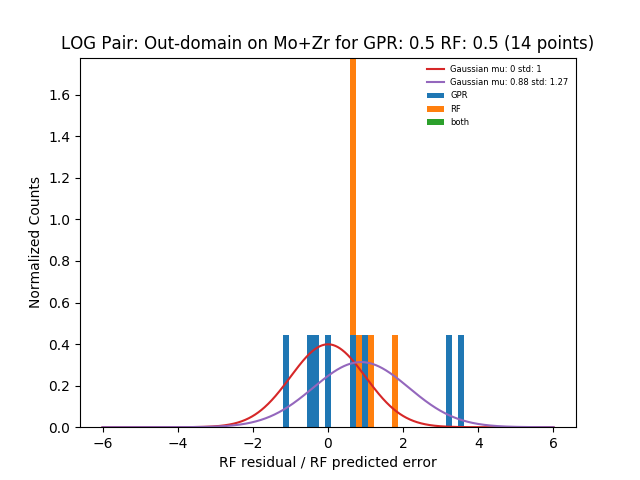 LOG Pair: Out-domain on Mo+Zr for GPR: 0.5 RF: 0.5 (14 points)
Gaussian mu: 0 std: 1
Gaussian mu: 0.88 std: 1.27
GPR
RF
both
Normalized Counts
1.6
1.4
1.2
1.0
0.8
0.6
0.4
0.2
0.0
−6 −4 −2 0 2 4 6
RF residual / RF predicted error